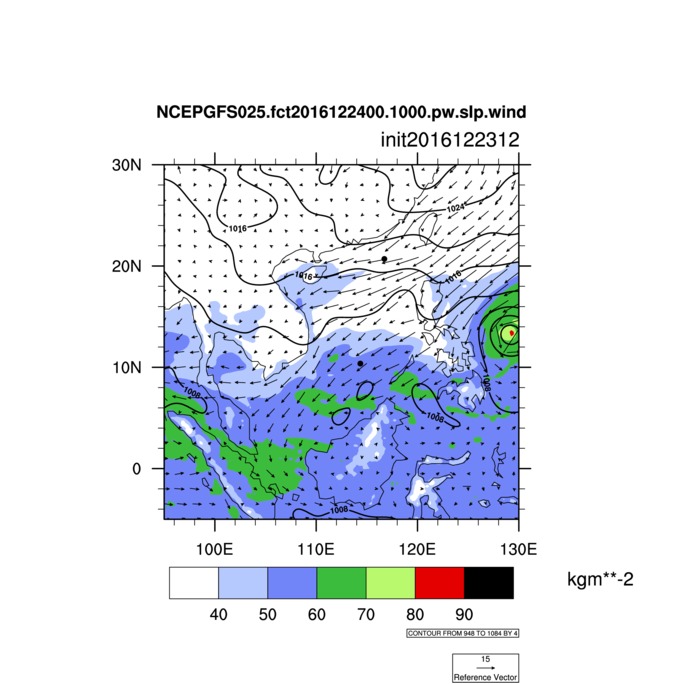 NCEPGFS025.fct2016122400.1000.pw.slp.wind
init2016122312
30N
1024
1016
20N
1016
1016
10N
1008
1008
1008
0
1008
100E 110E 120E 130E
kgm**-2
40 50 60 70 80 90
CONTOUR FROM 948 TO 1084 BY 4
15
Reference Vector